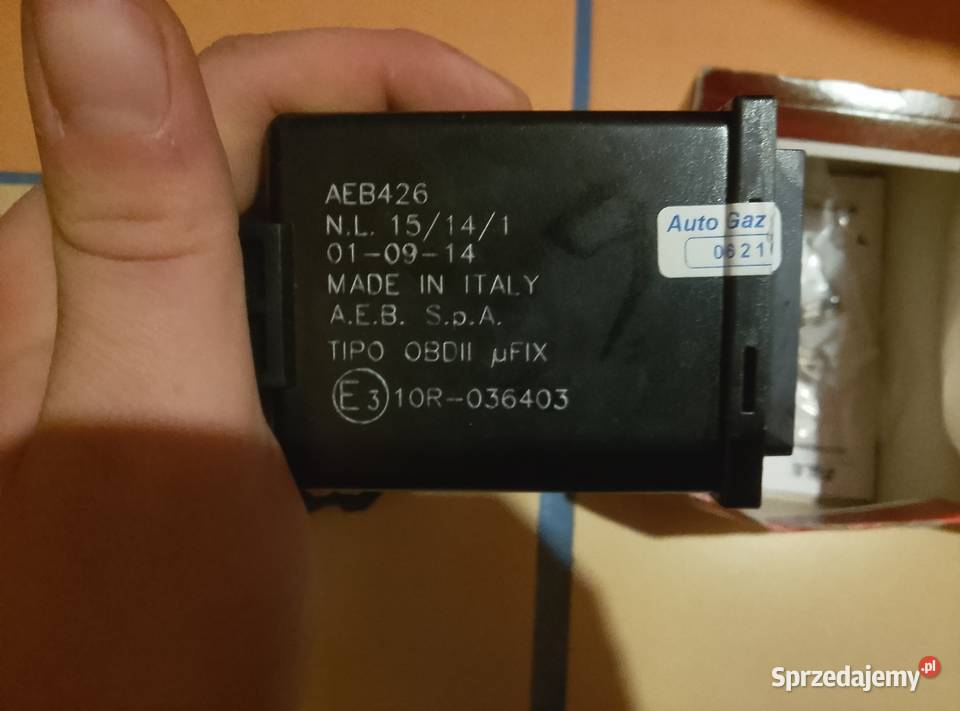 AEB426
N.L. 15/14/1
01-09-14
MADE IN ITALY
A.E.B. S.p.A.
TIPO OBDII µFIX
E3 10R-036403
Auto Gaz
0621
Sprzedajemy.pl